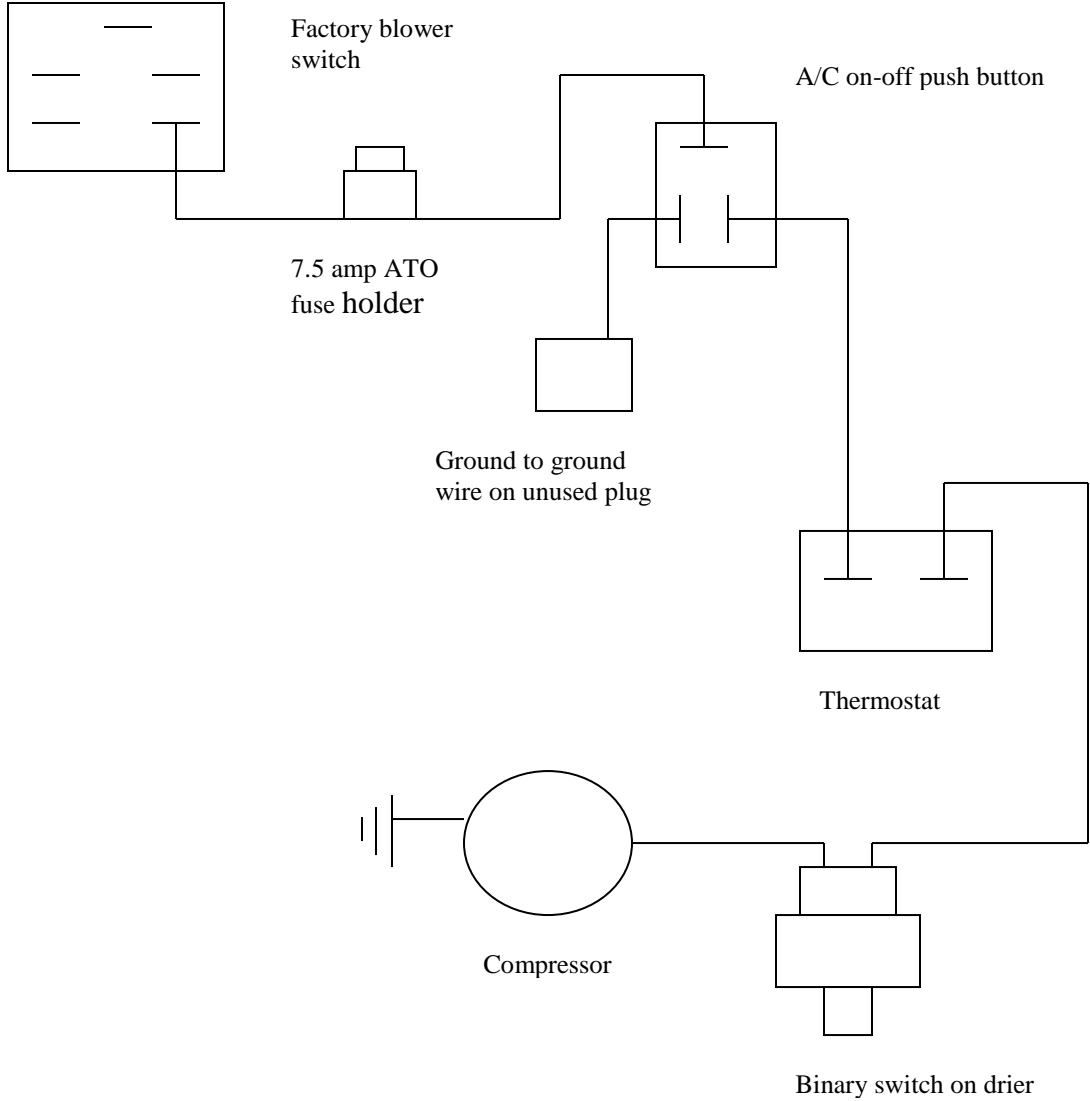 Factory blower
switch
A/C on-off push button
7.5 amp ATO
fuse holder
Ground to ground
wire on unused plug
Thermostat
Compressor
Binary switch on drier